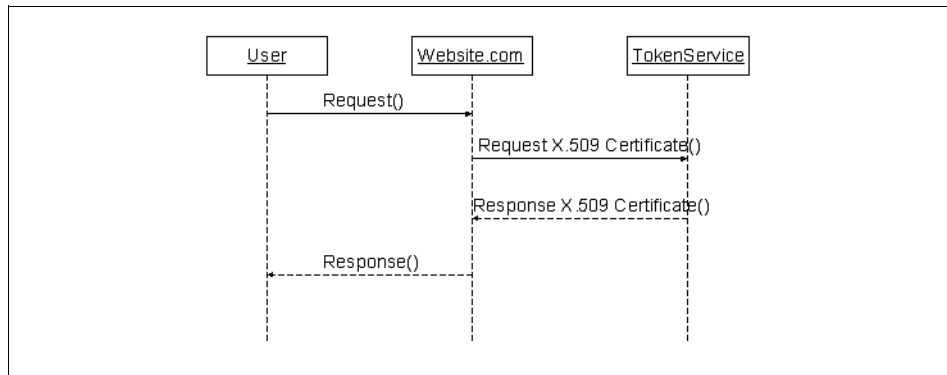 User
Website.com
TokenService
Request()
Request X.509 Certificate()
Response X.509 Certificate()
Response()